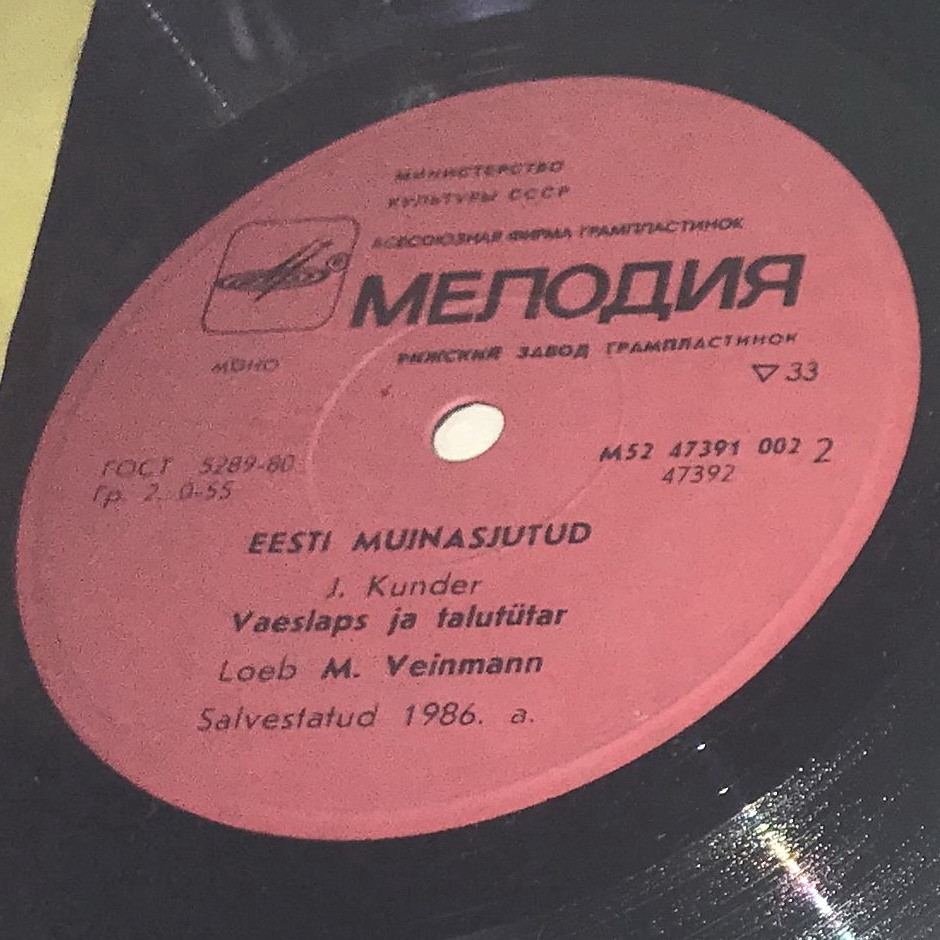 МИНИСТЕРСТВО
КУЛЬТУРЫ СССР
ВСЕСОЮЗНАЯ ФИРМА ГРАМПЛАСТИНОК
МЕЛОДИЯ
РИЖСКИЙ ЗАВОД ГРАМПЛАСТИНОК
МОНО
▽ 33
ГОСТ 5289-80
Гр. 2. 0-55
М52 47391 002 2
47392
EESTI MUINASJUTUD
J. Kunder
Vaeslaps ja talutütar
Loeb M. Veinmann
Salvestatud 1986. a.